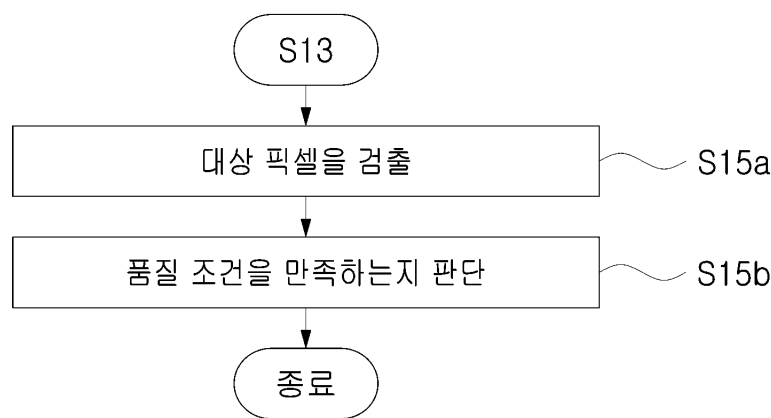 S13
대상 픽셀을 검출
S15a
품질 조건을 만족하는지 판단
S15b
종료